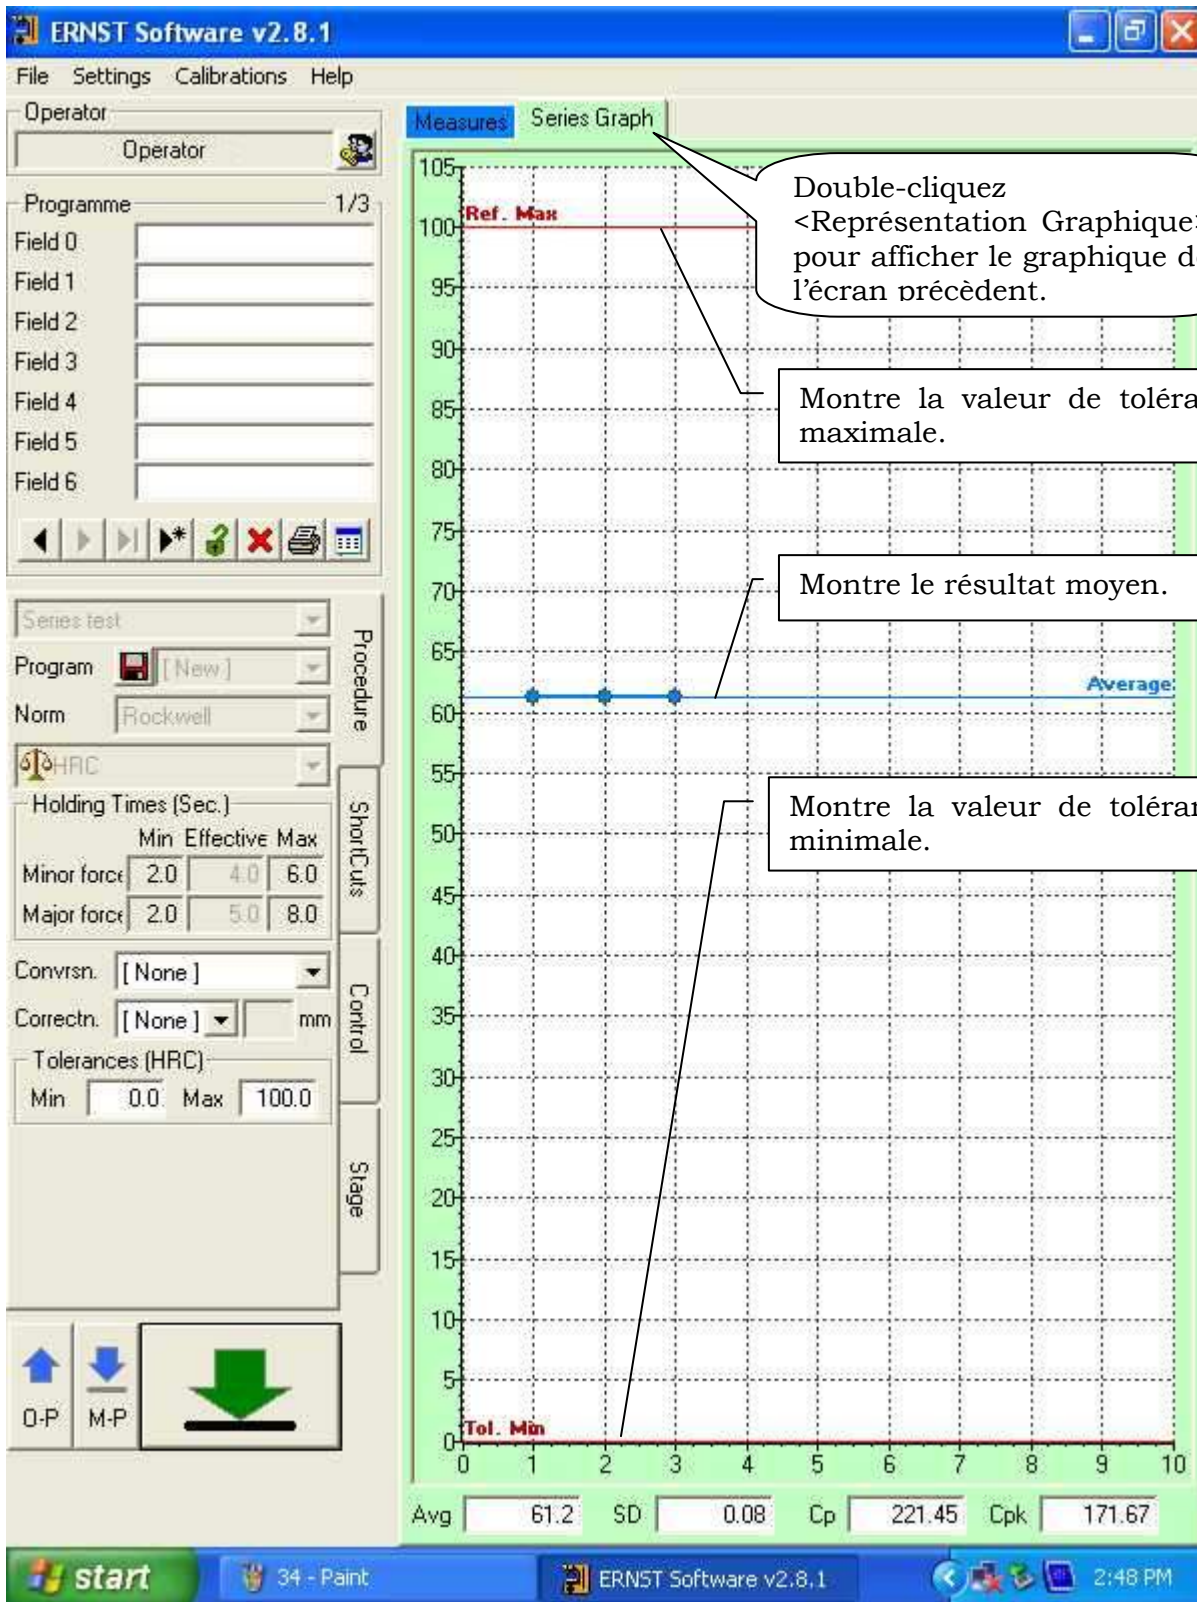 ERNST Software v2.8.1
File Settings Calibrations Help
Operator
Operator
Programme 1/3
Field 0
Field 1
Field 2
Field 3
Field 4
Field 5
Field 6
Series test
Program [ New ]
Norm Rockwell
HRC
Holding Times (Sec.)
Min Effective Max
Minor force 2.0 4.0 6.0
Major force 2.0 5.0 8.0
Convrsn. [ None ]
Correctn. [ None ] mm
Tolerances (HRC)
Min 0.0 Max 100.0
Procedure
ShortCuts
Control
Stage
O-P M-P
Measures Series Graph
Double-cliquez
<Représentation Graphique>
pour afficher le graphique de
l'écran précèdent.
105
Ref. Max
100
95
90
Montre la valeur de toléra
maximale.
85
80
75
Montre le résultat moyen.
70
65
Average
60
55
Montre la valeur de toléran
minimale.
50
45
40
35
30
25
20
15
10
5
Tol. Min
0
0 1 2 3 4 5 6 7 8 9 10
Avg 61.2 SD 0.08 Cp 221.45 Cpk 171.67
start 34 - Paint ERNST Software v2.8.1 2:48 PM